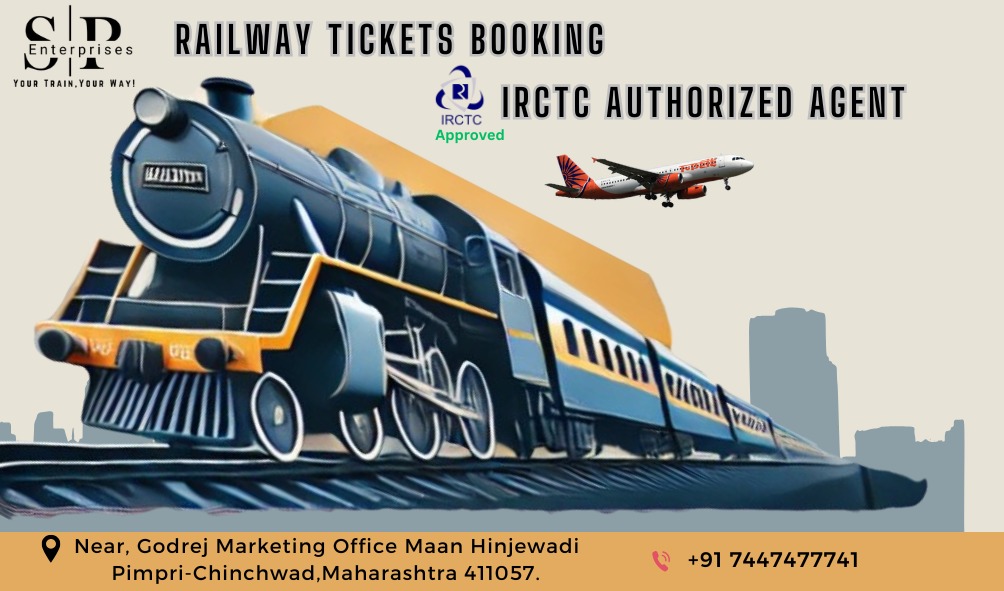 S|P
Enterprises
YOUR TRAIN,YOUR WAY!
RAILWAY TICKETS BOOKING
IRCTC
Approved
IRCTC AUTHORIZED AGENT
Near, Godrej Marketing Office Maan Hinjewadi
Pimpri-Chinchwad,Maharashtra 411057.
+91 7447477741